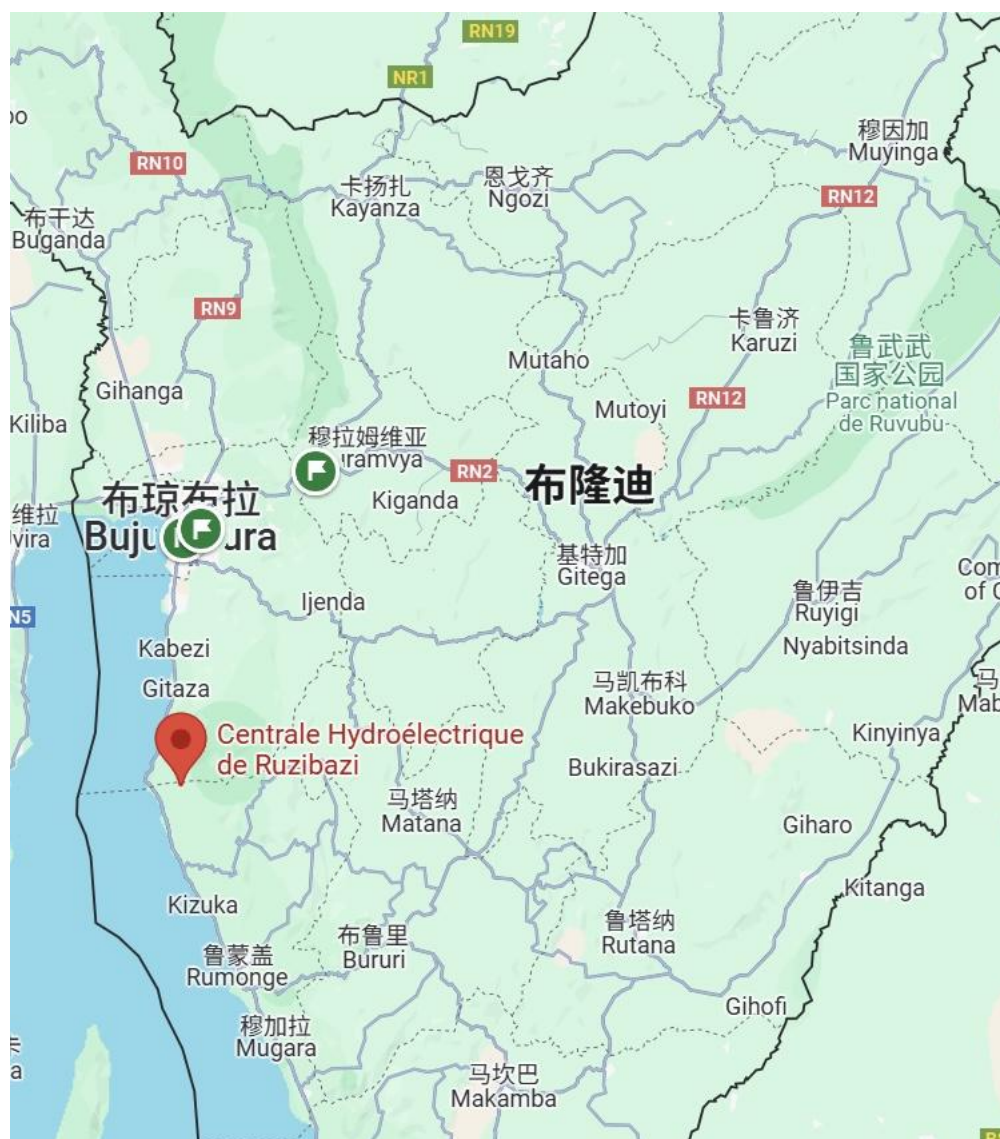 RN19
NR1
穆因加
Muyinga
RN10
卡扬扎
Kayanza
恩戈齐
Ngozi
RN12
布干达
Buganda
RN9
卡鲁济
Karuzi
鲁武武
国家公园
Parc national
de Ruvubu
Mutaho
Gihanga
RN12
Mutoyi
Kiliba
穆拉姆维亚
RN2
Kiganda
布隆迪
布琼布拉
基特加
Gitega
Ijenda
鲁伊吉
Ruyigi
Kabezi
Nyabitsinda
Gitaza
马凯布科
Makebuko
Centrale Hydroélectrique
de Ruzibazi
Kinyinya
Bukirasazi
马塔纳
Matana
Giharo
Kitanga
Kizuka
布鲁里
Bururi
鲁塔纳
Rutana
鲁蒙盖
Rumonge
Gihofi
穆加拉
Mugara
马坎巴
Makamba